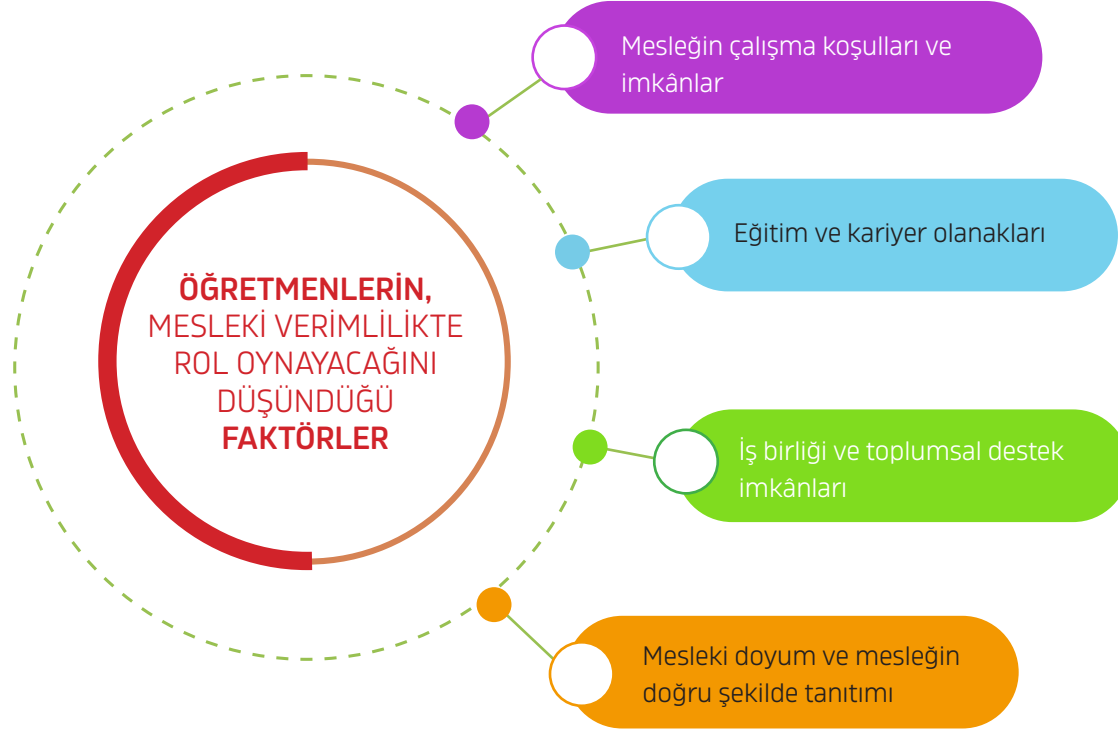 Mesleğin çalışma koşulları ve
imkânlar
Eğitim ve kariyer olanakları
ÖĞRETMENLERİN,
MESLEKİ VERİMLİLİKTE
ROL OYNAYACAĞINI
DÜŞÜNDÜĞÜ
FAKTÖRLER
İş birliği ve toplumsal destek
imkânları
Mesleki doyum ve mesleğin
doğru şekilde tanıtımı